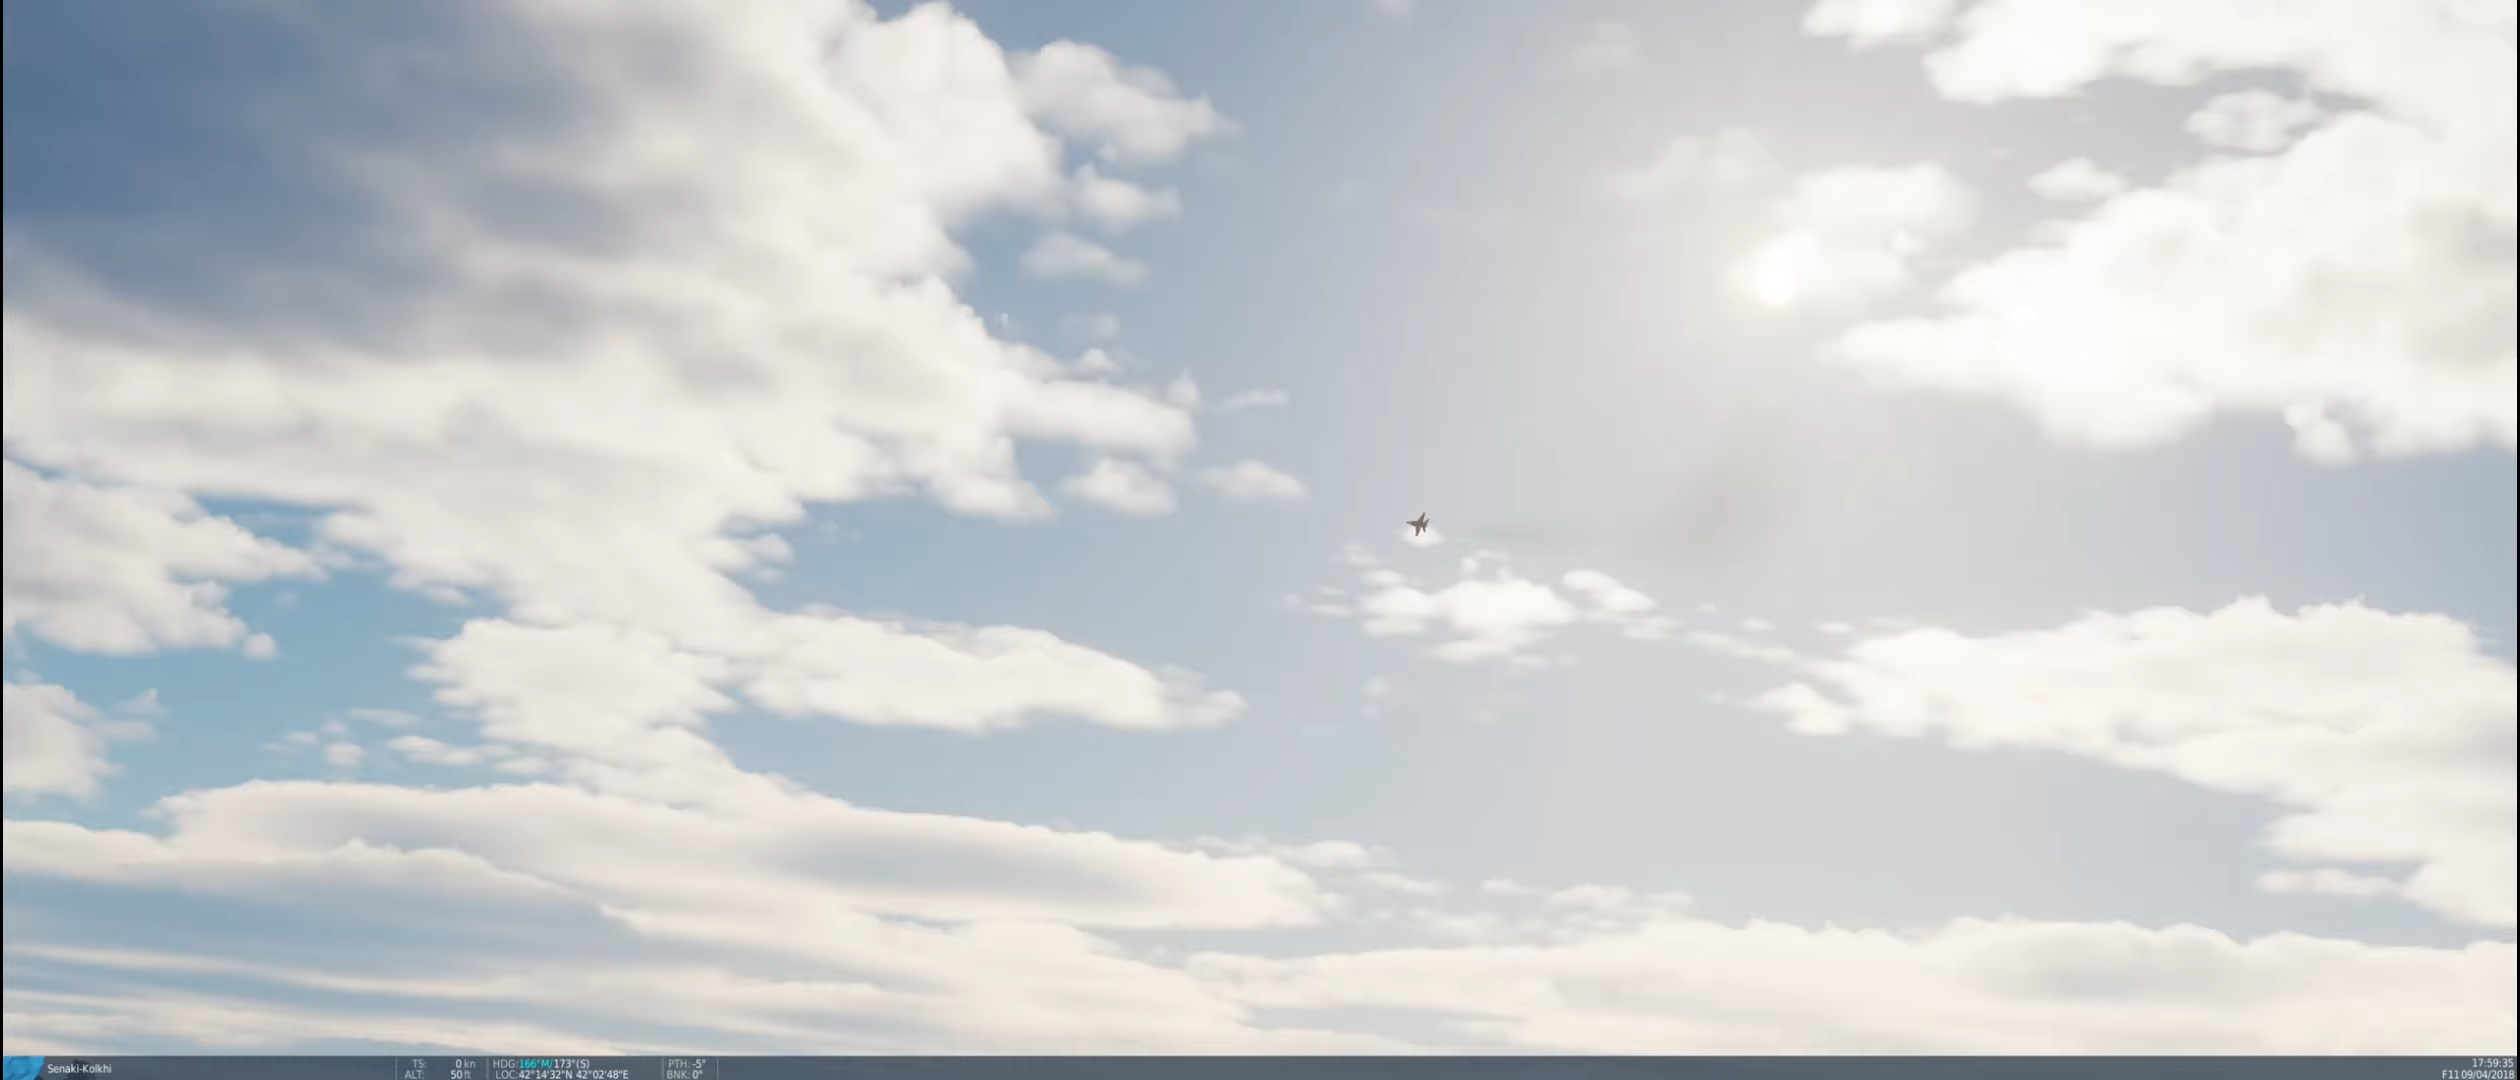 Senaki-Kolkhi
TS: 0 kn
ALT: 50 ft
HDG:166°M/173°(S)
LOC:42°14'32"N 42°02'48"E
PTH: -5°
BNK: 0°
17:59:35
F11 09/04/2018